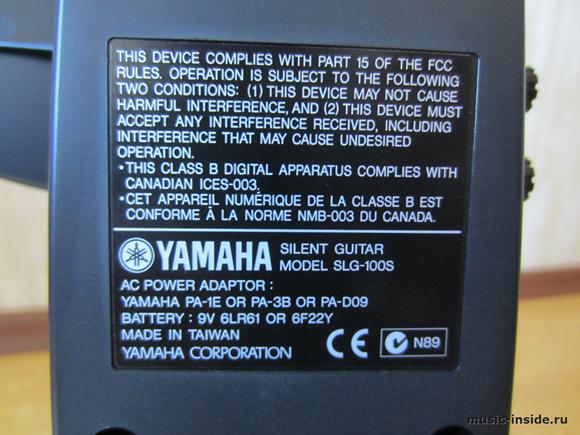 THIS DEVICE COMPLIES WITH PART 15 OF THE FCC
RULES. OPERATION IS SUBJECT TO THE FOLLOWING
TWO CONDITIONS: (1) THIS DEVICE MAY NOT CAUSE
HARMFUL INTERFERENCE, AND (2) THIS DEVICE MUST
ACCEPT ANY INTERFERENCE RECEIVED, INCLUDING
INTERFERENCE THAT MAY CAUSE UNDESIRED
OPERATION.
•THIS CLASS B DIGITAL APPARATUS COMPLIES WITH
CANADIAN ICES-003.
•CET APPAREIL NUMÉRIQUE DE LA CLASSE B EST
CONFORME À LA NORME NMB-003 DU CANADA.
YAMAHA SILENT GUITAR
MODEL SLG-100S
AC POWER ADAPTOR :
YAMAHA PA-1E OR PA-3B OR PA-D09
BATTERY : 9V 6LR61 OR 6F22Y
MADE IN TAIWAN
YAMAHA CORPORATION CE N89
music-inside.ru